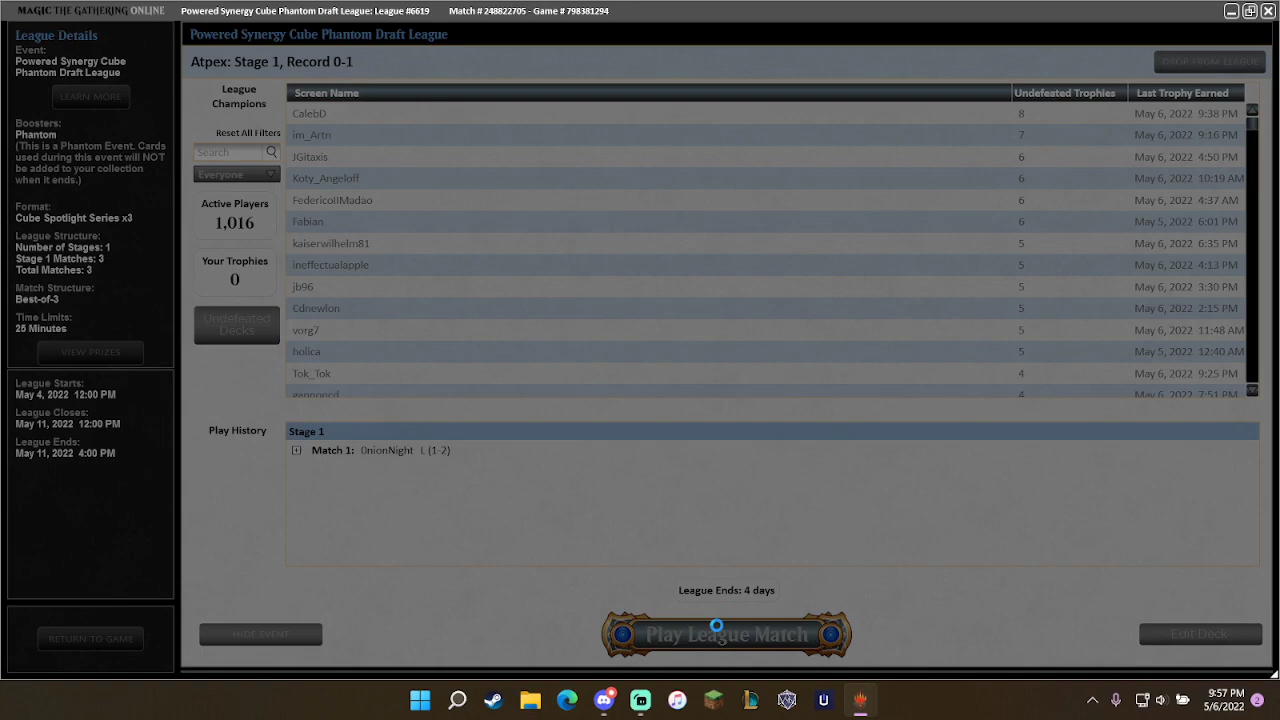 MAGIC THE GATHERING ONLINE
Powered Synergy Cube Phantom Draft League: League #6619
Match # 248822705 - Game # 798381294
League Details
Event:
Powered Synergy Cube
Phantom Draft League
LEARN MORE
Boosters:
Phantom
(This is a Phantom Event. Cards
used during this event will NOT
be added to your collection
when it ends.)
Format:
Cube Spotlight Series x3
League Structure:
Number of Stages: 1
Stage 1 Matches: 3
Total Matches: 3
Match Structure:
Best-of-3
Time Limits:
25 Minutes
VIEW PRIZES
League Starts:
May 4, 2022 12:00 PM
League Closes:
May 11, 2022 12:00 PM
League Ends:
May 11, 2022 4:00 PM
RETURN TO GAME
Powered Synergy Cube Phantom Draft League
Atpex: Stage 1, Record 0-1
DROP FROM LEAGUE
League
Champions
Reset All Filters
Search
Everyone
Active Players
1,016
Your Trophies
0
Undefeated
Decks
Screen Name Undefeated Trophies Last Trophy Earned
CalebD 8 May 6, 2022 9:38 PM
im_Artn 7 May 6, 2022 9:16 PM
JGitaxis 6 May 6, 2022 4:50 PM
Koty_Angeloff 6 May 6, 2022 10:19 AM
FedericoIIMadao 6 May 6, 2022 4:37 AM
Fabian 6 May 5, 2022 6:01 PM
kaiserwilhelm81 5 May 6, 2022 6:35 PM
ineffectualapple 5 May 6, 2022 4:13 PM
jb96 5 May 6, 2022 3:30 PM
Cdnewlon 5 May 6, 2022 2:15 PM
vorg7 5 May 6, 2022 11:48 AM
holica 5 May 5, 2022 12:40 AM
Tok_Tok 4 May 6, 2022 9:25 PM
4 May 6, 2022 7:51 PM
Play History
Stage 1
Match 1: OnionNight L (1-2)
League Ends: 4 days
HIDE EVENT
Play League Match
Edit Deck
9:57 PM
5/6/2022
2